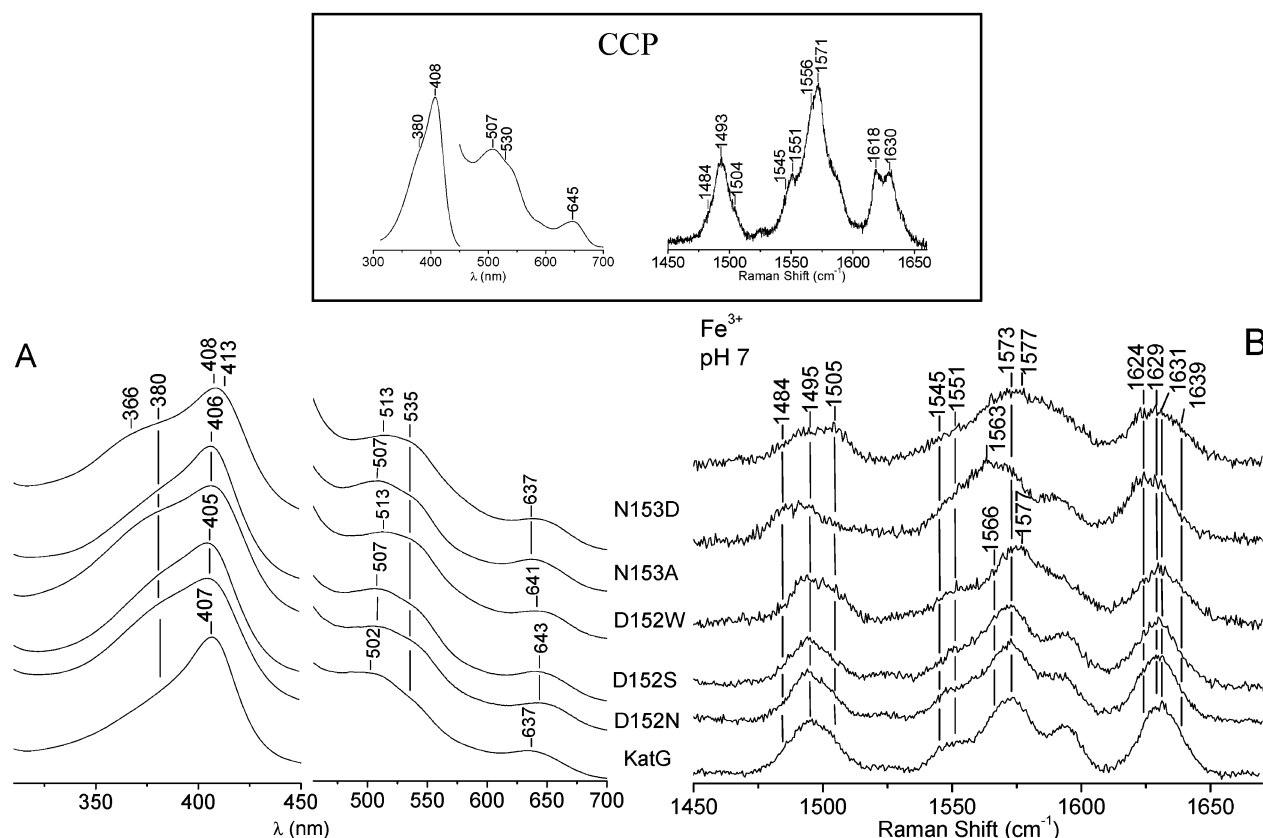 CCP
380
408
507
530
645
300 400 500 600 700
λ (nm)
1484
1493
1504
1545
1551
1556
1571
1618
1630
1450 1500 1550 1600 1650
Raman Shift (cm-1)
A
366
380
408
413
406
405
407
513
535
507
513
507
502
637
641
643
637
350 400 450
500 550 600 650 700
λ (nm)
N153D
N153A
D152W
D152S
D152N
KatG
Fe3+
pH 7
B
1484
1495
1505
1545
1551
1563
1573
1577
1566
1577
1624
1629
1631
1639
1450 1500 1550 1600 1650
Raman Shift (cm-1)